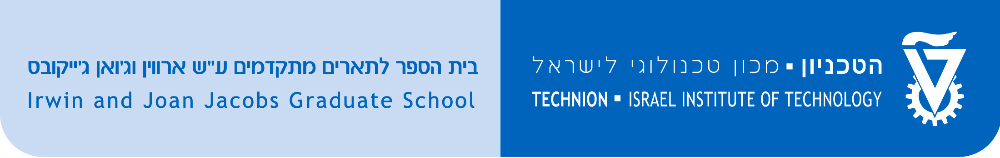 בית הספר לתארים מתקדמים ע"ש ארווין וג'ואן ג'ייקובס
Irwin and Joan Jacobs Graduate School
הטכניון ▪ מכון טכנולוגי לישראל
TECHNION ▪ ISRAEL INSTITUTE OF TECHNOLOGY